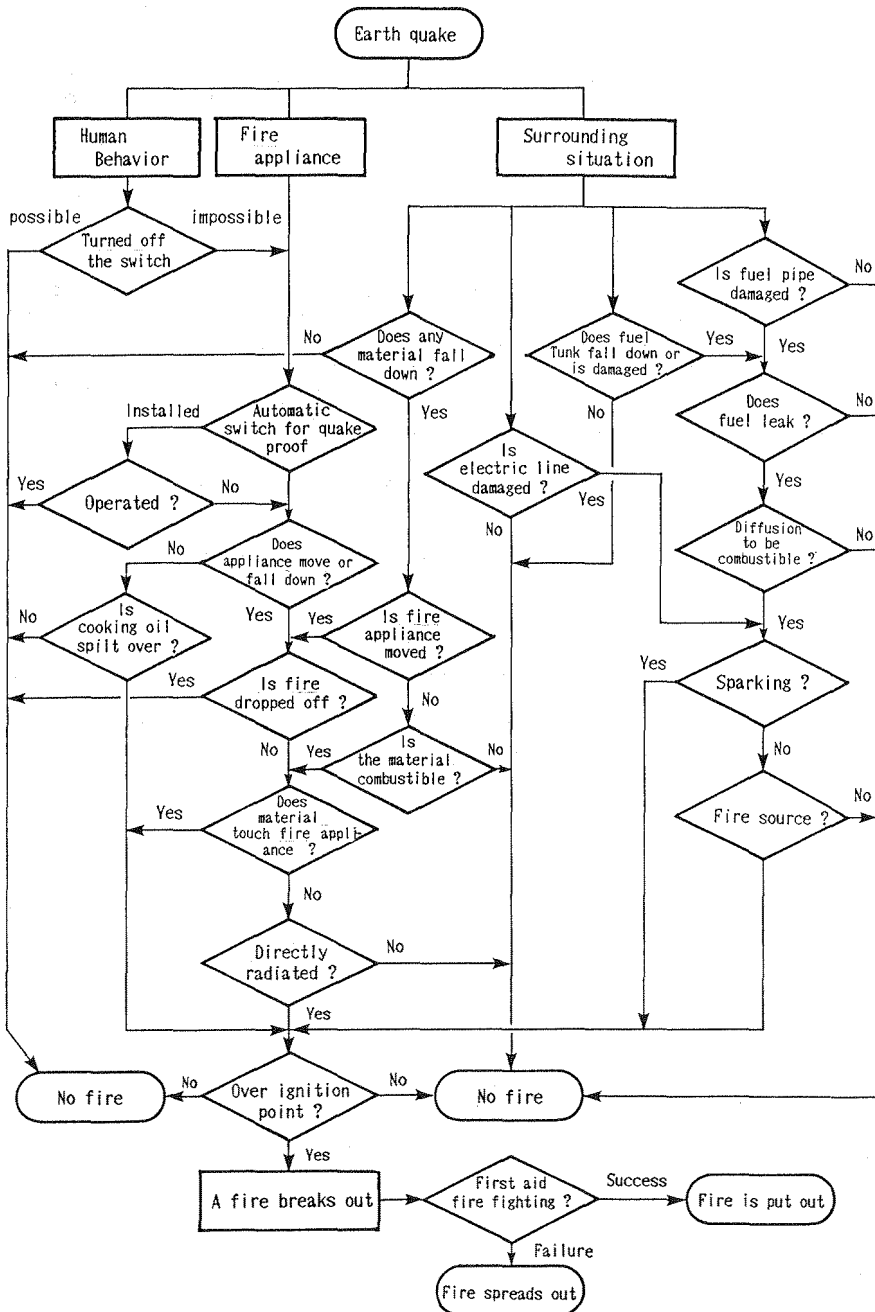 Earth quake
Human
Behavior
Fire
appliance
Surrounding
situation
possible
impossible
Turned off
the switch
No
Is fuel pipe
damaged ?
No
Does any
material fall
down ?
Does fuel
Tunk fall down or
is damaged ?
Yes
Yes
Installed
Automatic
switch for quake
proof
Yes
No
Does
fuel leak ?
No
Is
electric line
damaged ?
Yes
Operated ?
No
Yes
Yes
No
Diffusion
to be
combustible ?
No
No
Does
appliance move or
fall down ?
No
Is
cooking oil
spilt over ?
Yes
Yes
Is fire
appliance
moved ?
Yes
Yes
Is fire
dropped off ?
No
Yes
Sparking ?
No
Yes
Is
the material
combustible ?
No
No
Yes
Does
material
touch fire appli-
ance ?
Fire source ?
No
No
Directly
radiated ?
No
Yes
No fire
No
Over ignition
point ?
No
No fire
Yes
A fire breaks out
First aid
fire fighting ?
Success
Fire is put out
Failure
Fire spreads out